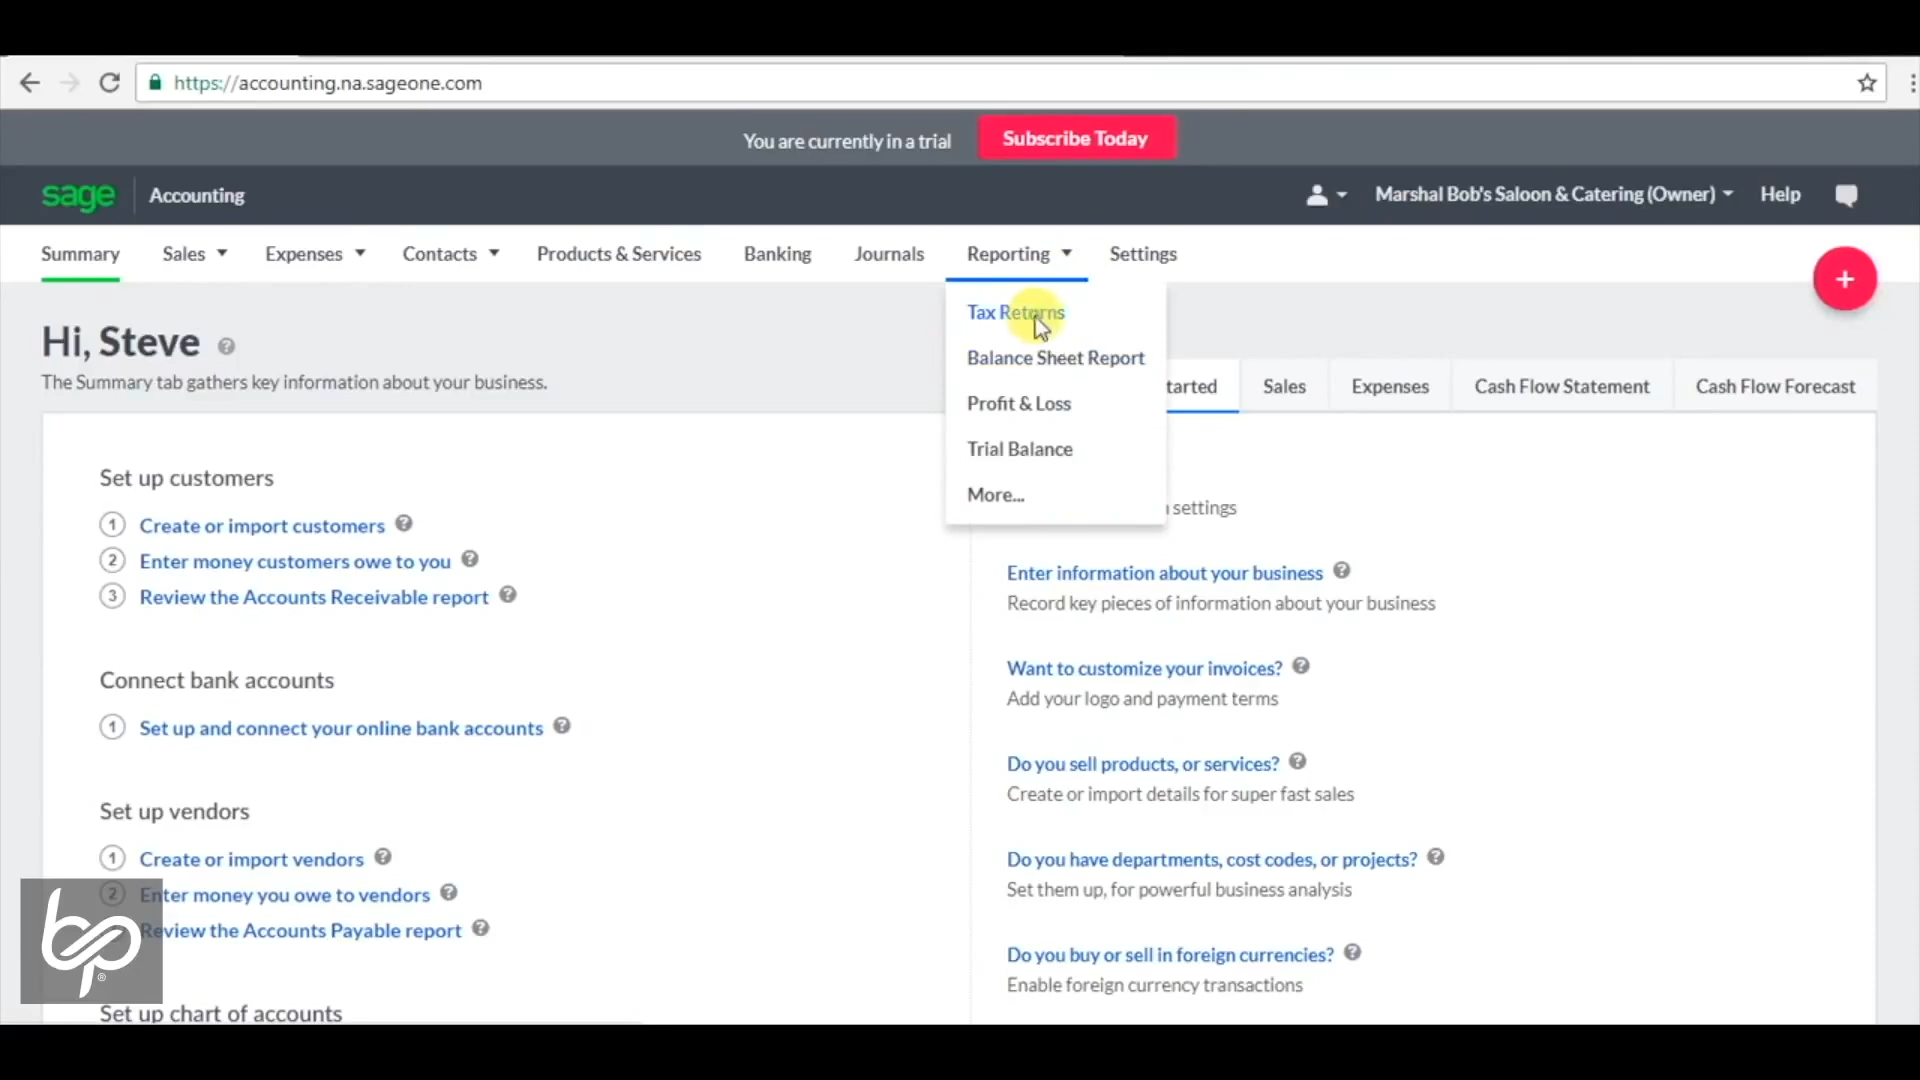 https://accounting.na.sageone.com
You are currently in a trial
Subscribe Today
sage
Accounting
Marshal Bob's Saloon & Catering (Owner)
Help
Summary
Sales
Expenses
Contacts
Products & Services
Banking
Journals
Reporting
Settings
+
Tax Returns
Balance Sheet Report
Profit & Loss
Trial Balance
More...
Hi, Steve ?
The Summary tab gathers key information about your business.
tarted
Sales
Expenses
Cash Flow Statement
Cash Flow Forecast
Set up customers
1 Create or import customers ?
2 Enter money customers owe to you ?
3 Review the Accounts Receivable report ?
Connect bank accounts
1 Set up and connect your online bank accounts ?
Set up vendors
1 Create or import vendors ?
2 Enter money you owe to vendors ?
Review the Accounts Payable report ?
Set up chart of accounts
settings
Enter information about your business ?
Record key pieces of information about your business
Want to customize your invoices? ?
Add your logo and payment terms
Do you sell products, or services? ?
Create or import details for super fast sales
Do you have departments, cost codes, or projects? ?
Set them up, for powerful business analysis
Do you buy or sell in foreign currencies? ?
Enable foreign currency transactions
bp®